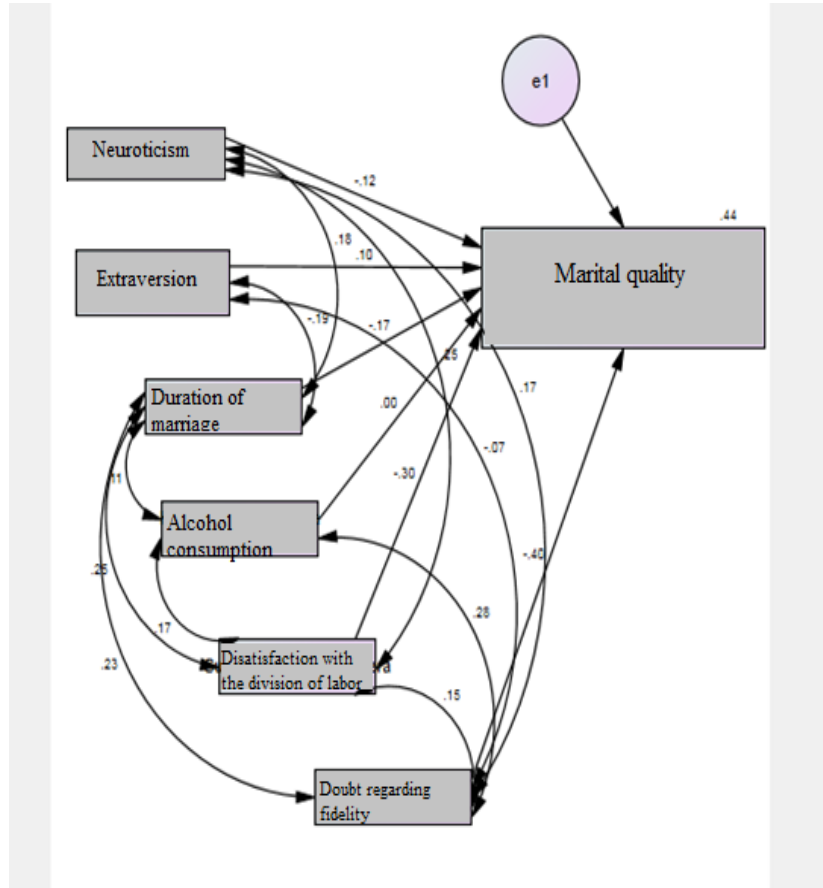 e1
Neuroticism
-.12
.44
.18
.10
Extraversion
Marital quality
-.19
-.17
.25
.17
Duration of
marriage
.00
-.07
-.30
.11
Alcohol
consumption
-.40
.25
.28
.17
Disatisfaction with
the division of labor
.23
.15
Doubt regarding
fidelity